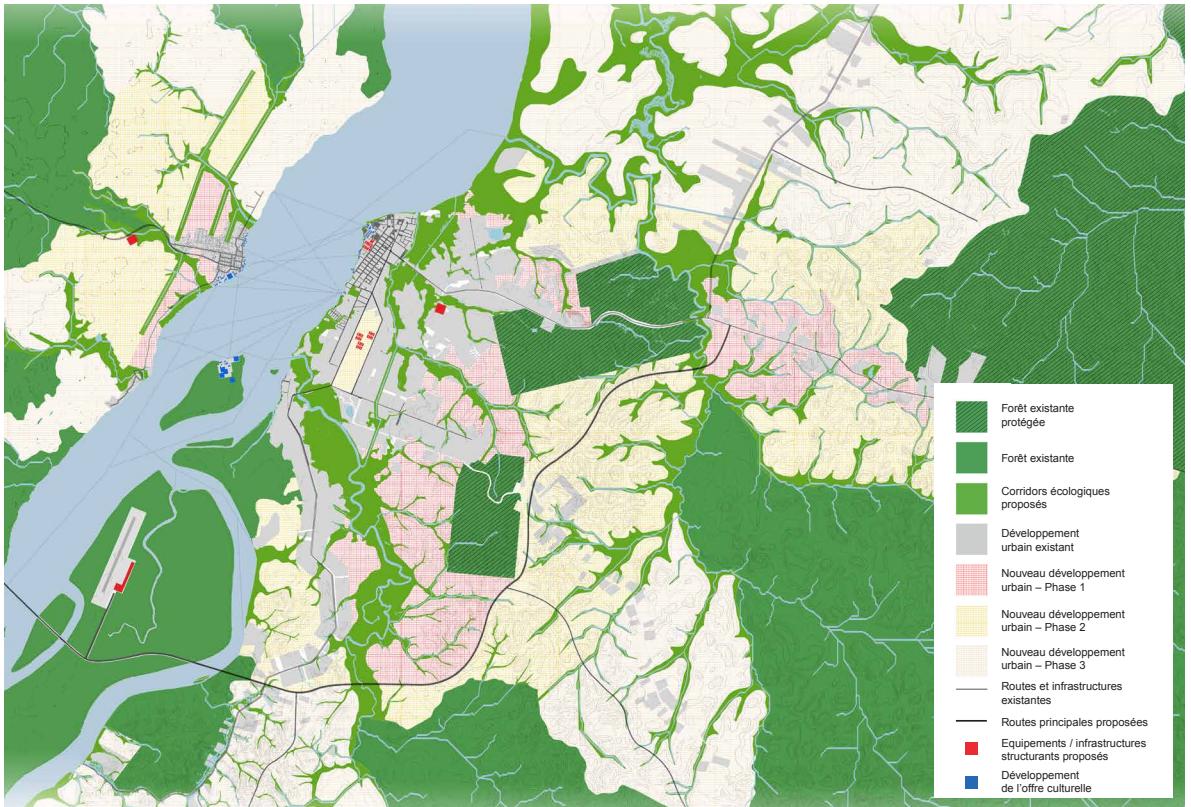 Forêt existante
protégée
Forêt existante
Corridors écologiques
proposés
Développement
urbain existant
Nouveau développement
urbain – Phase 1
Nouveau développement
urbain – Phase 2
Nouveau développement
urbain – Phase 3
Routes et infrastructures
existantes
Routes principales proposées
Equipements / infrastructures
structurants proposés
Développement
de l'offre culturelle